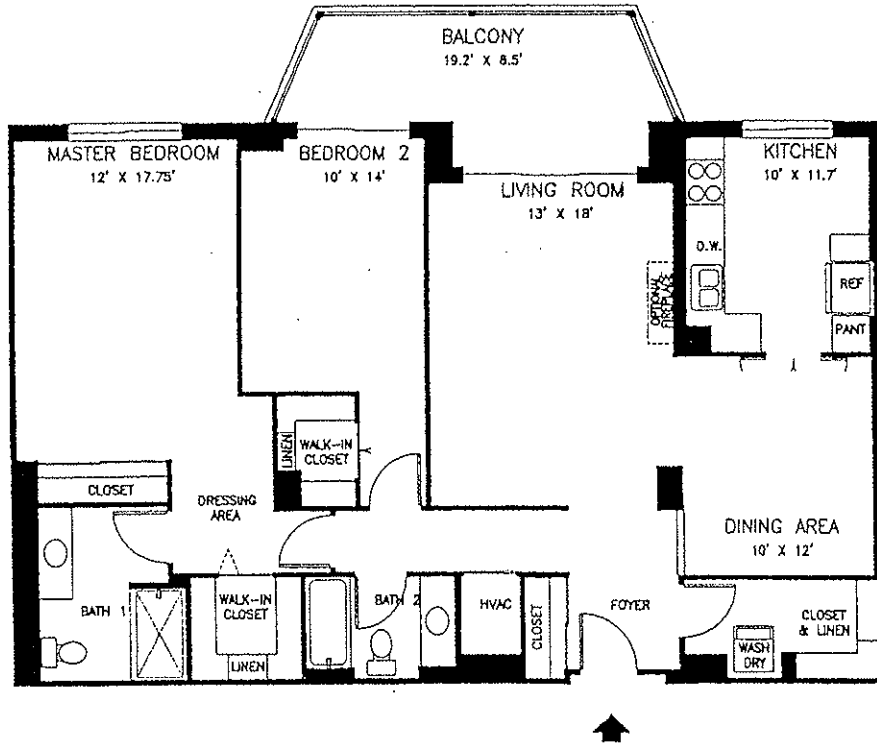 BALCONY
19.2' X 8.5'
MASTER BEDROOM
12' X 17.75'
BEDROOM 2
10' X 14'
LIVING ROOM
13' X 18'
KITCHEN
10' X 11.7'
D.W.
REF
PANT
OPTIONAL
FIREPLACE
LINEN
WALK-IN
CLOSET
CLOSET
DRESSING
AREA
DINING AREA
10' X 12'
BATH 1
WALK-IN
CLOSET
LINEN
BATH 2
HVAC
CLOSET
FOYER
WASH
DRY
CLOSET
& LINEN